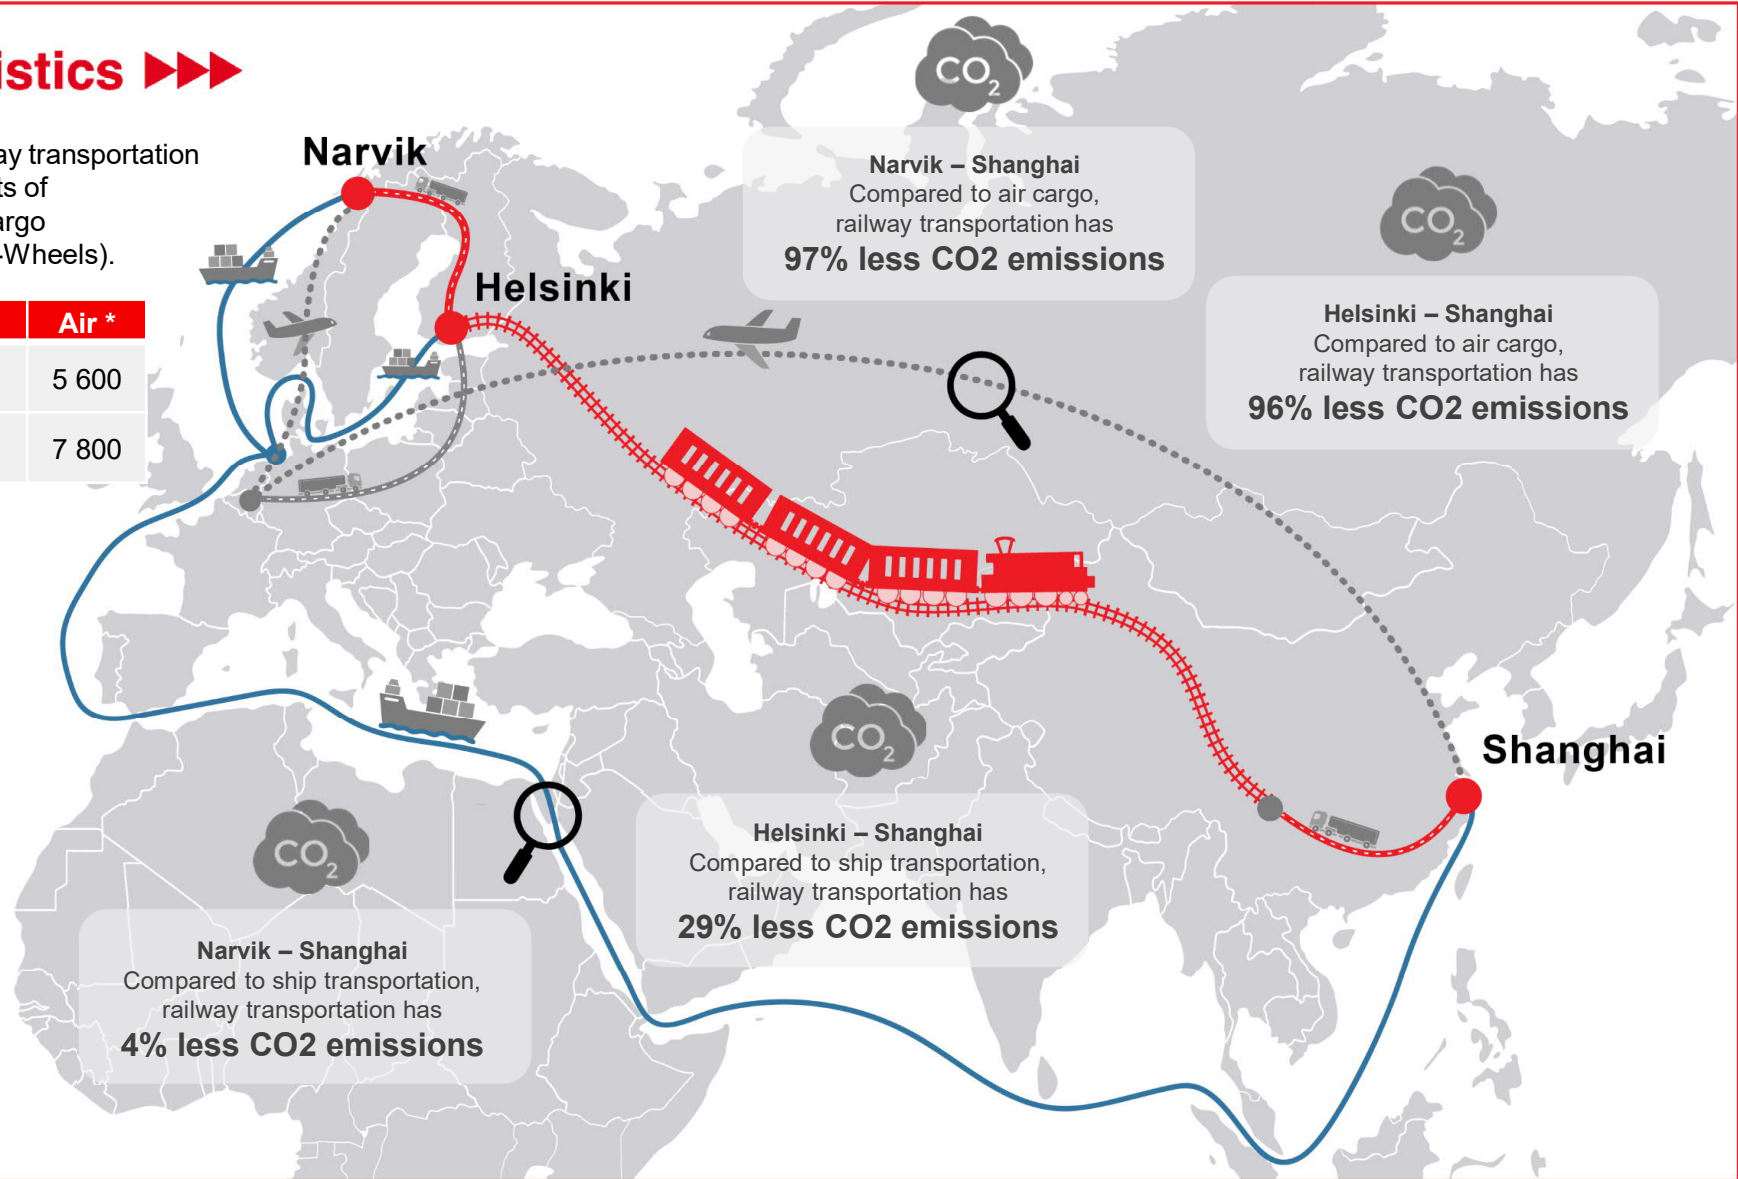 istics
ay transportation
ts of
argo
-Wheels).
Air *
5 600
7 800
Narvik
Helsinki
Shanghai
CO2
Narvik – Shanghai
Compared to air cargo,
railway transportation has
97% less CO2 emissions
CO2
Helsinki – Shanghai
Compared to air cargo,
railway transportation has
96% less CO2 emissions
CO2
Helsinki – Shanghai
Compared to ship transportation,
railway transportation has
29% less CO2 emissions
CO2
Narvik – Shanghai
Compared to ship transportation,
railway transportation has
4% less CO2 emissions